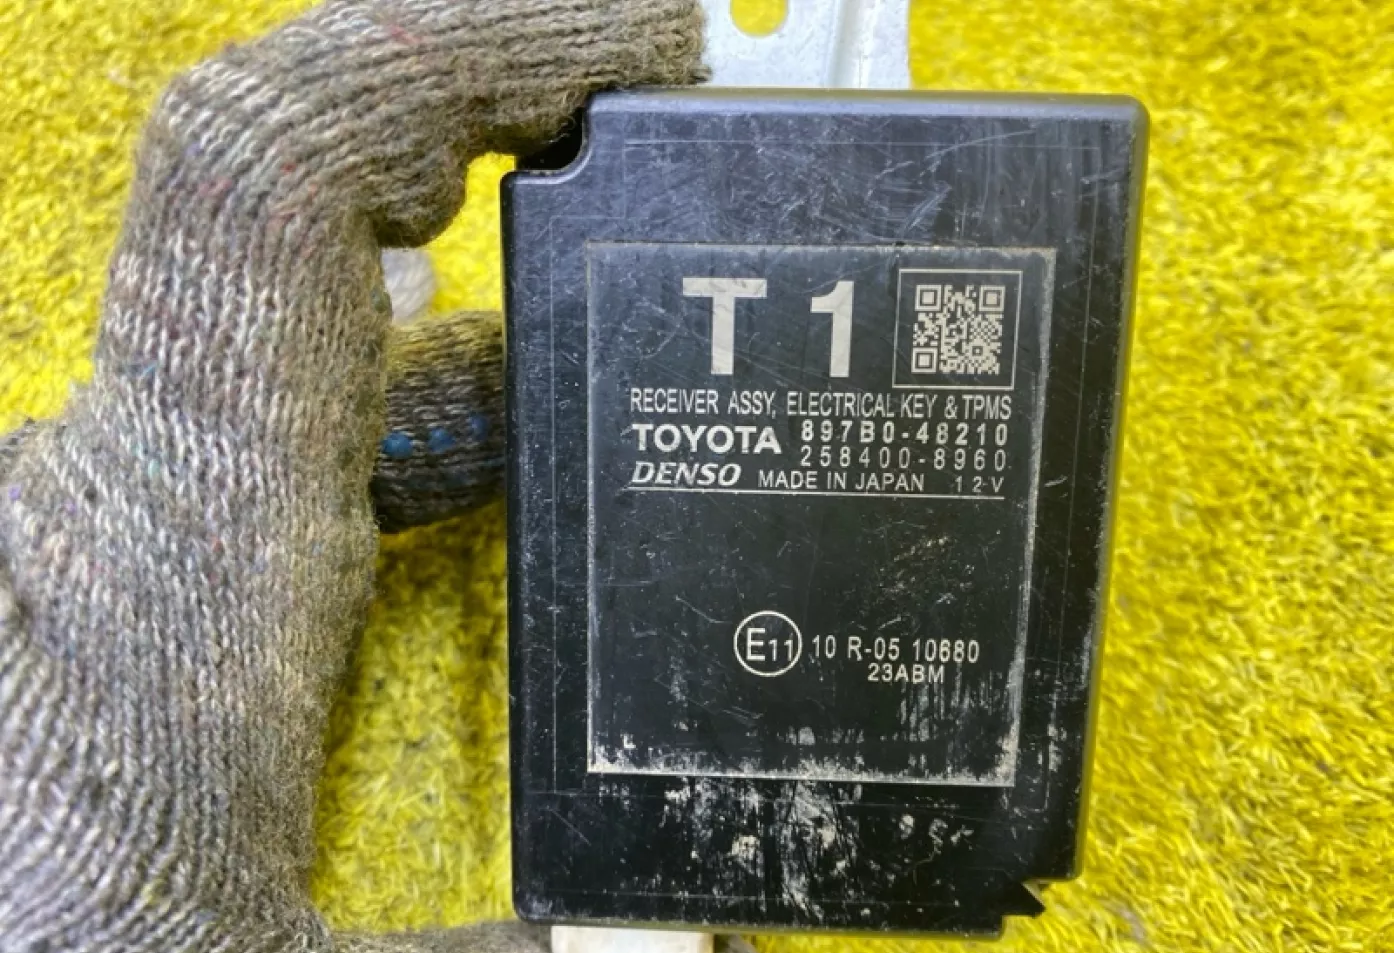 T 1
RECEIVER ASSY, ELECTRICAL KEY & TPMS
TOYOTA 897B0-48210
258400-8960
DENSO MADE IN JAPAN 12V
E11 10 R-05 10680
23ABM